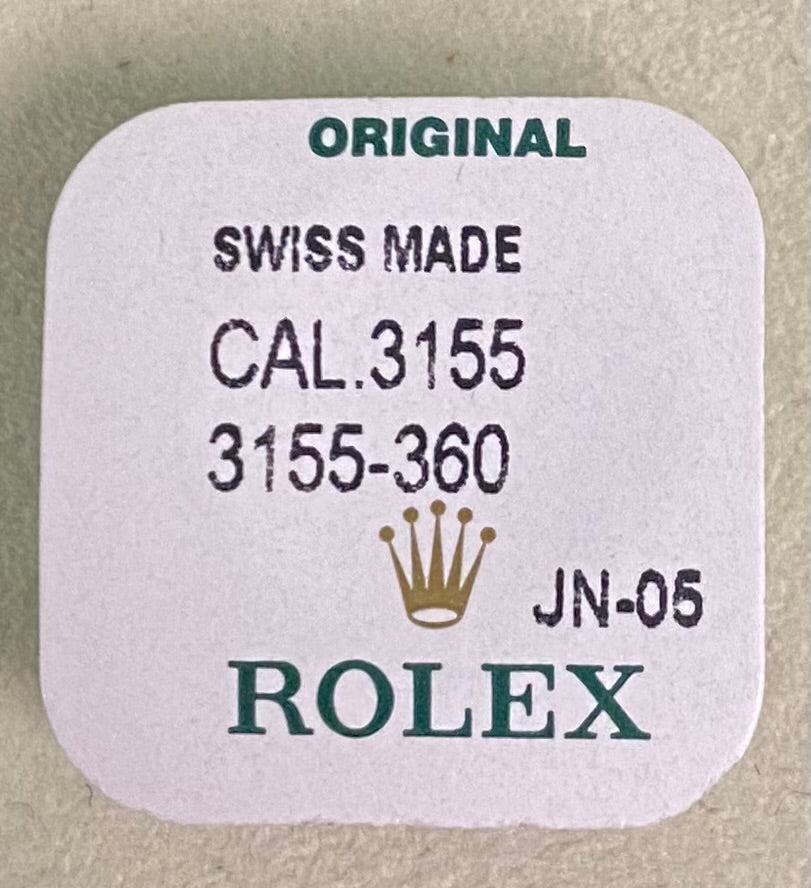 ORIGINAL
SWISS MADE
CAL.3155
3155-360
JN-05
ROLEX